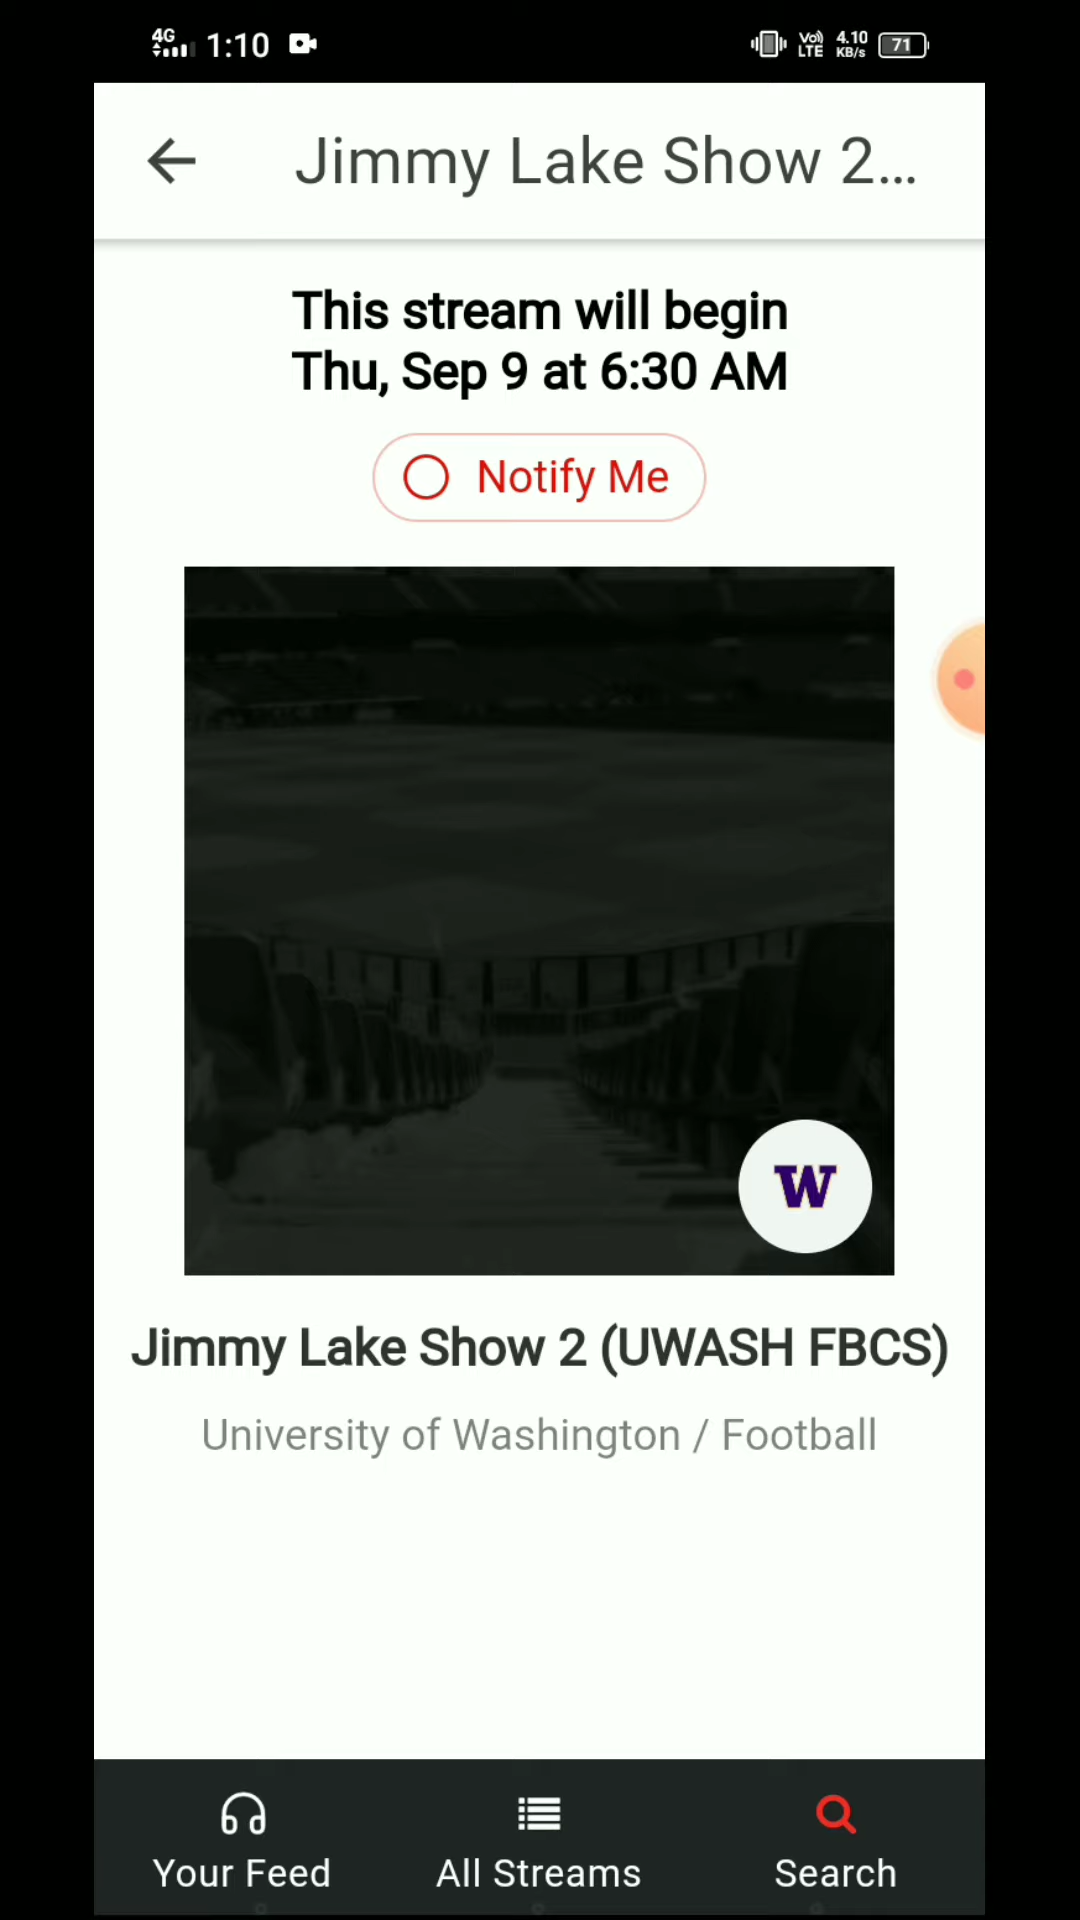 4G 1:10 Vo) LTE 4.10 KB/s 71
Jimmy Lake Show 2...
This stream will begin
Thu, Sep 9 at 6:30 AM
Notify Me
W
Jimmy Lake Show 2 (UWASH FBCS)
University of Washington / Football
Your Feed All Streams Search